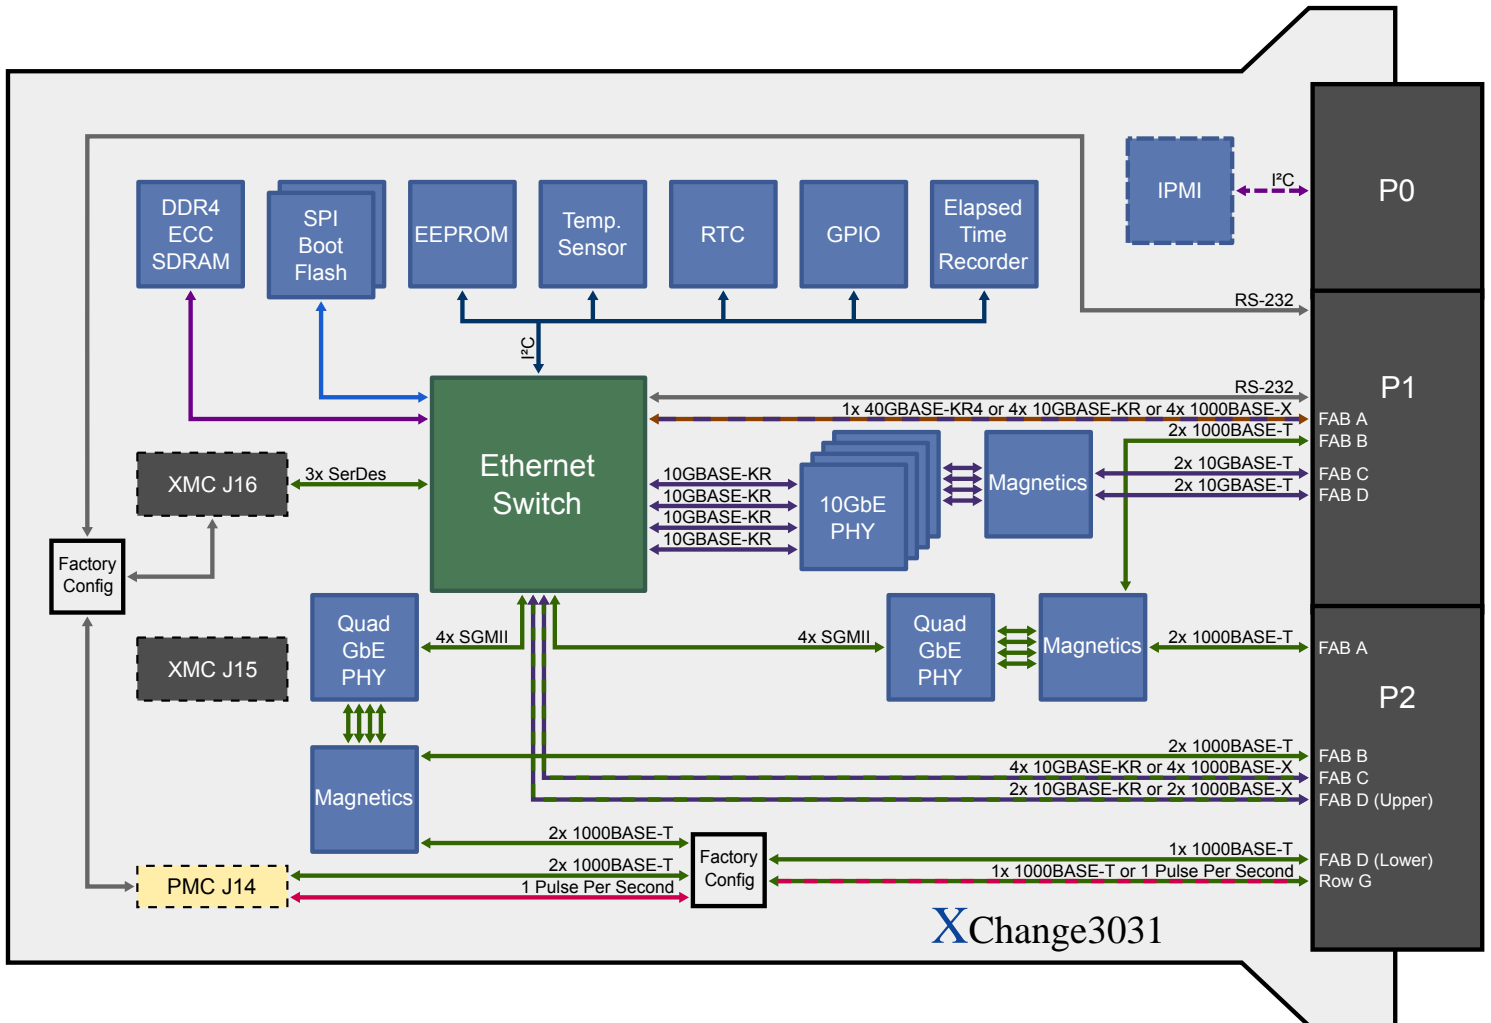 IPMI
I²C
P0
DDR4
ECC
SDRAM
SPI
Boot
Flash
EEPROM
Temp.
Sensor
RTC
GPIO
Elapsed
Time
Recorder
RS-232
I²C
P1
RS-232
1x 40GBASE-KR4 or 4x 10GBASE-KR or 4x 1000BASE-X
FAB A
2x 1000BASE-T
FAB B
Ethernet
Switch
XMC J16
3x SerDes
10GBASE-KR
10GBASE-KR
10GBASE-KR
10GBASE-KR
10GbE
PHY
Magnetics
2x 10GBASE-T
FAB C
2x 10GBASE-T
FAB D
Factory
Config
XMC J15
Quad
GbE
PHY
4x SGMII
4x SGMII
Quad
GbE
PHY
Magnetics
2x 1000BASE-T
FAB A
P2
Magnetics
2x 1000BASE-T
FAB B
4x 10GBASE-KR or 4x 1000BASE-X
FAB C
2x 10GBASE-KR or 2x 1000BASE-X
FAB D (Upper)
2x 1000BASE-T
Factory
Config
PMC J14
2x 1000BASE-T
1 Pulse Per Second
1x 1000BASE-T
FAB D (Lower)
1x 1000BASE-T or 1 Pulse Per Second
Row G
XChange3031